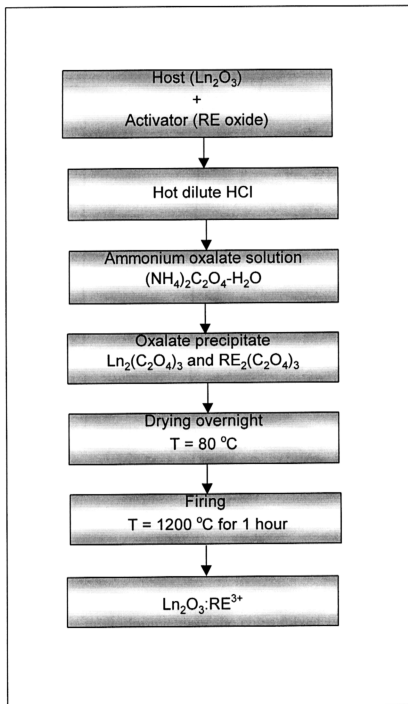 Host (Ln₂O₃)
+
Activator (RE oxide)
Hot dilute HCl
Ammonium oxalate solution
(NH₄)₂C₂O₄-H₂O
Oxalate precipitate
Ln₂(C₂O₄)₃ and RE₂(C₂O₄)₃
Drying overnight
T = 80 °C
Firing
T = 1200 °C for 1 hour
Ln₂O₃:RE³⁺